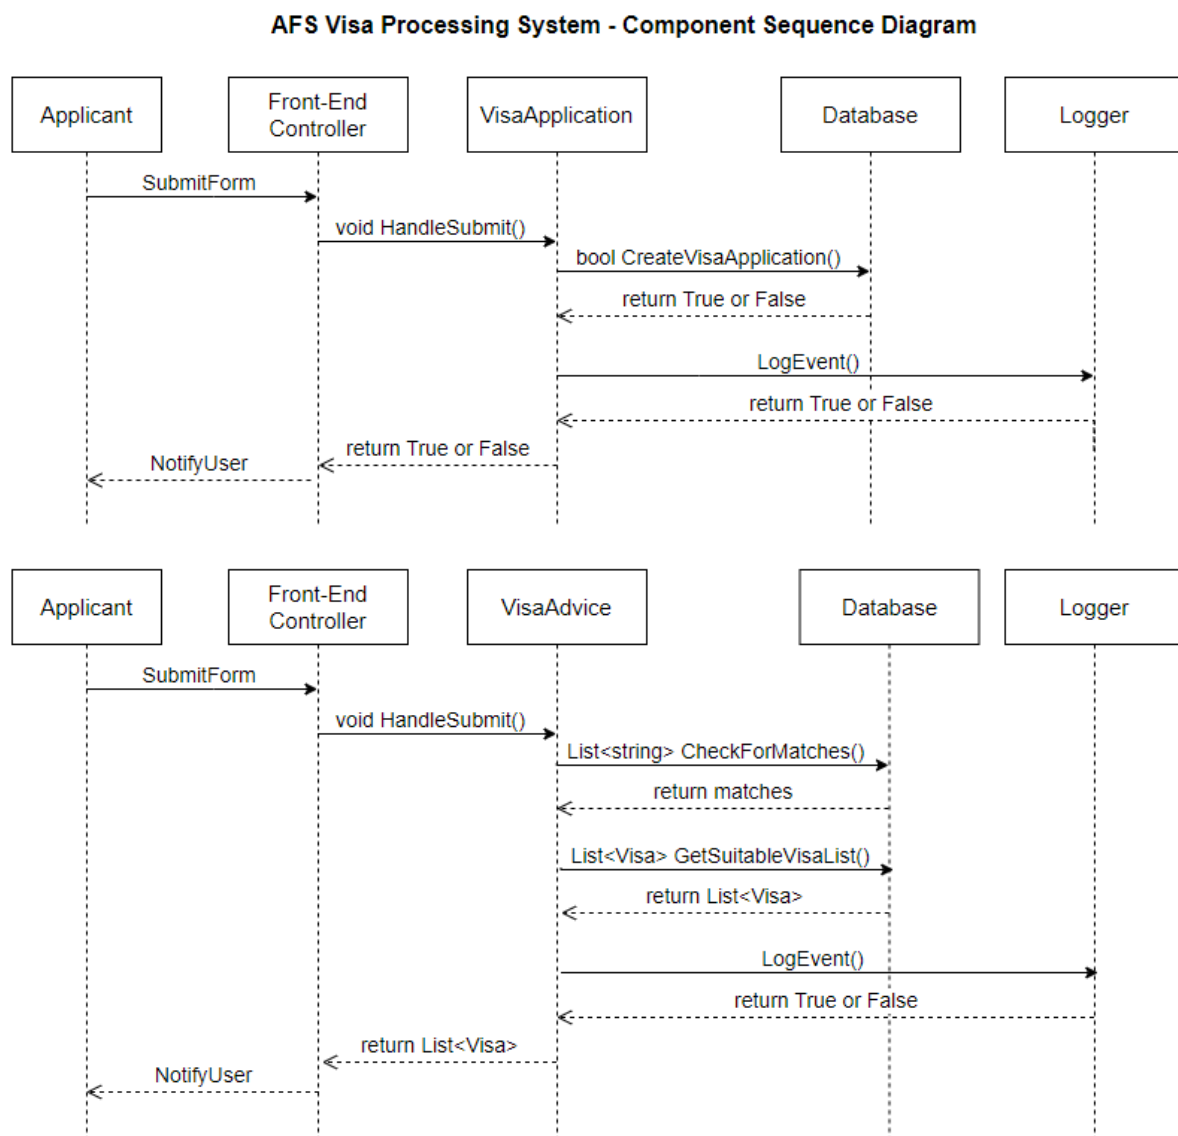 AFS Visa Processing System - Component Sequence Diagram
Applicant
Front-End
Controller
VisaApplication
Database
Logger
SubmitForm
void HandleSubmit()
bool CreateVisaApplication()
return True or False
LogEvent()
return True or False
return True or False
NotifyUser
Applicant
Front-End
Controller
VisaAdvice
Database
Logger
SubmitForm
void HandleSubmit()
List<string> CheckForMatches()
return matches
List<Visa> GetSuitableVisaList()
return List<Visa>
LogEvent()
return True or False
return List<Visa>
NotifyUser